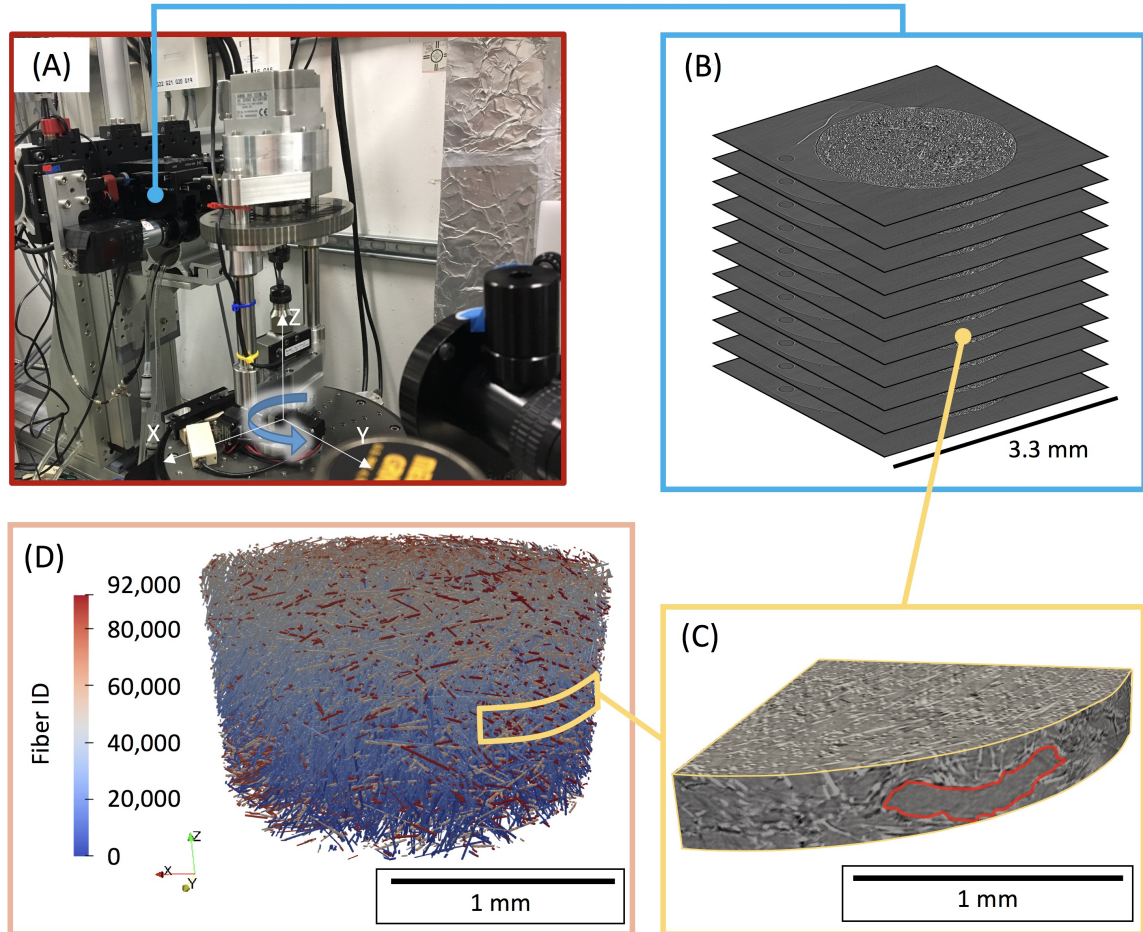 (A)
Z
X
Y
(B)
3.3 mm
(D)
92,000
80,000
60,000
40,000
20,000
0
Fiber ID
Z
X
Y
1 mm
(C)
1 mm